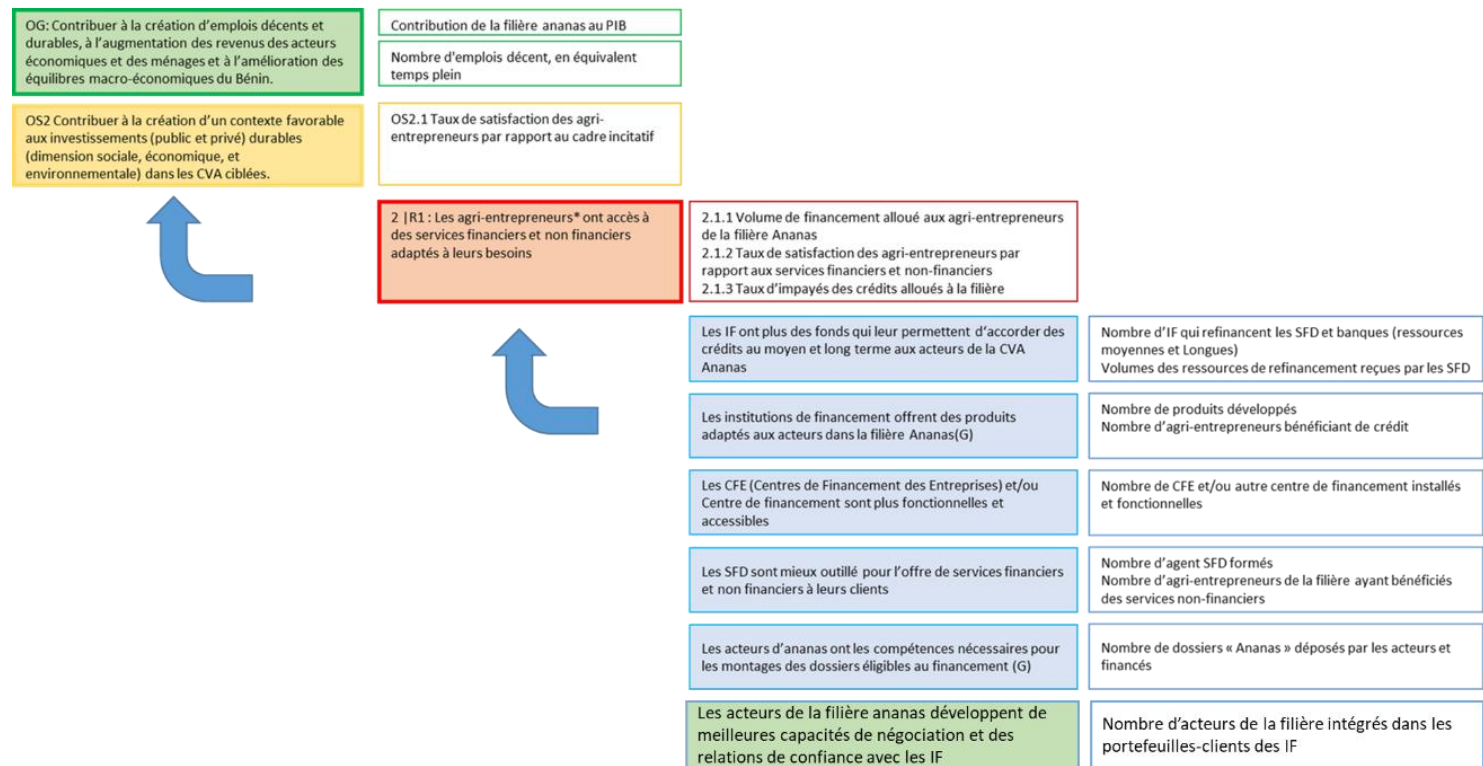 OG: Contribuer à la création d'emplois décents et
durables, à l'augmentation des revenus des acteurs
économiques et des ménages et à l'amélioration des
équilibres macro-économiques du Bénin.
Contribution de la filière ananas au PIB
Nombre d'emplois décent, en équivalent
temps plein
OS2 Contribuer à la création d'un contexte favorable
aux investissements (public et privé) durables
(dimension sociale, économique, et
environnementale) dans les CVA ciblées.
OS2.1 Taux de satisfaction des agri-
entrepreneurs par rapport au cadre incitatif
2 |R1 : Les agri-entrepreneurs* ont accès à
des services financiers et non financiers
adaptés à leurs besoins
2.1.1 Volume de financement alloué aux agri-entrepreneurs
de la filière Ananas
2.1.2 Taux de satisfaction des agri-entrepreneurs par
rapport aux services financiers et non-financiers
2.1.3 Taux d'impayés des crédits alloués à la filière
Les IF ont plus des fonds qui leur permettent d'accorder des
crédits au moyen et long terme aux acteurs de la CVA
Ananas
Nombre d'IF qui refinancent les SFD et banques (ressources
moyennes et Longues)
Volumes des ressources de refinancement reçues par les SFD
Les institutions de financement offrent des produits
adaptés aux acteurs dans la filière Ananas(G)
Nombre de produits développés
Nombre d'agri-entrepreneurs bénéficiant de crédit
Les CFE (Centres de Financement des Entreprises) et/ou
Centre de financement sont plus fonctionnelles et
accessibles
Nombre de CFE et/ou autre centre de financement installés
et fonctionnelles
Les SFD sont mieux outillé pour l'offre de services financiers
et non financiers à leurs clients
Nombre d'agent SFD formés
Nombre d'agri-entrepreneurs de la filière ayant bénéficiés
des services non-financiers
Les acteurs d'ananas ont les compétences nécessaires pour
les montages des dossiers éligibles au financement (G)
Nombre de dossiers « Ananas » déposés par les acteurs et
financés
Les acteurs de la filière ananas développent de
meilleures capacités de négociation et des
relations de confiance avec les IF
Nombre d'acteurs de la filière intégrés dans les
portefeuilles-clients des IF